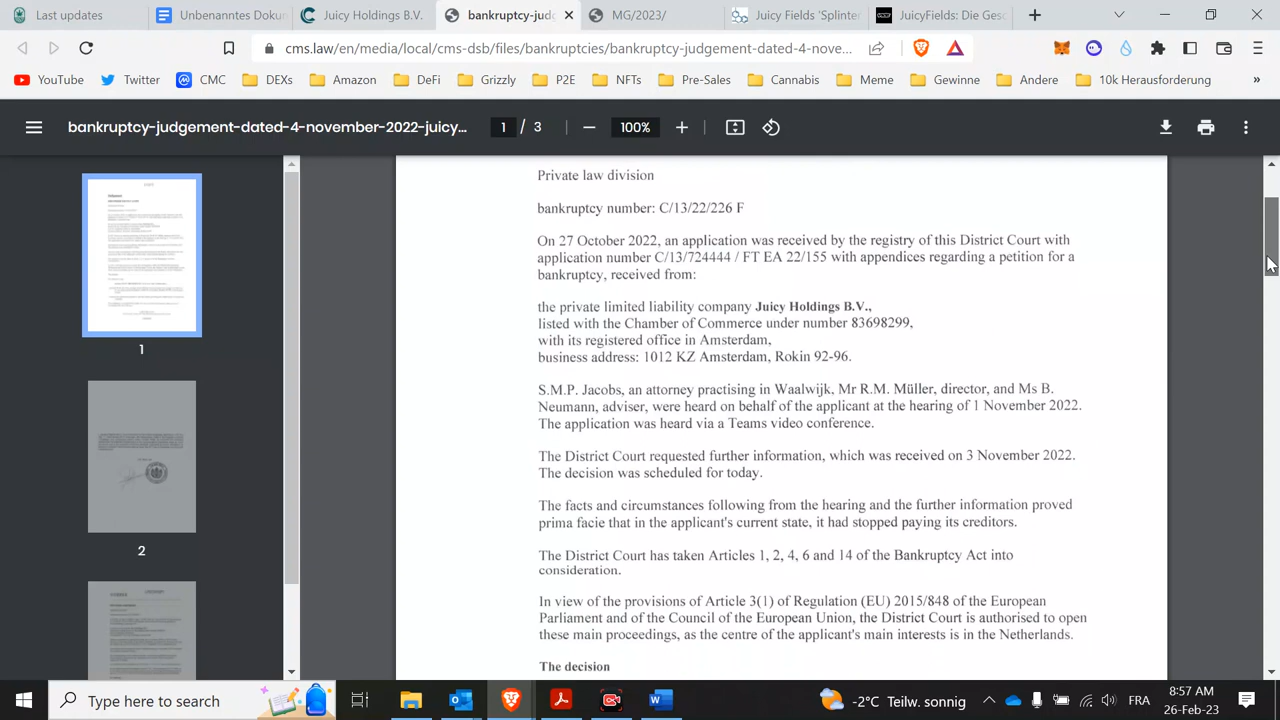 Last updates
Unbenanntes Doku
Juicy Holdings B.V.
bankruptcy-judg
G/2023/
Juicy Fields 'Splinte
JuicyFields: Die Gesc
cms.law/en/media/local/cms-dsb/files/bankruptcies/bankruptcy-judgement-dated-4-nove...
YouTube
Twitter
CMC
DEXs
Amazon
DeFi
Grizzly
P2E
NFTs
Pre-Sales
Cannabis
Meme
Gewinne
Andere
10k Herausforderung
»
bankruptcy-judgement-dated-4-november-2022-juicy...
1 / 3
100%
1
2
Private law division
bankruptcy number: C/13/22/226 F
27 October 2022, an application was received by the registry of this District Court with
application number C/13/724444 / FT EA 22/ with appendices regarding a petition for a
bankruptcy, received from:
the private limited liability company Juicy Holdings B.V.,
listed with the Chamber of Commerce under number 83698299,
with its registered office in Amsterdam,
business address: 1012 KZ Amsterdam, Rokin 92-96.
S.M.P. Jacobs, an attorney practising in Waalwijk, Mr R.M. Müller, director, and Ms B.
Neumann, adviser, were heard on behalf of the applicant at the hearing of 1 November 2022.
The application was heard via a Teams videoconference.
The District Court requested further information, which was received on 3 November 2022.
The decision was scheduled for today.
The facts and circumstances following from the hearing and the further information proved
prima facie that in the applicant's current state, it had stopped paying its creditors.
The District Court has taken Articles 1, 2, 4, 6 and 14 of the Bankruptcy Act into
consideration.
In view of the provisions of Article 3(1) of Regulation (EU) 2015/848 of the European
Parliament and of the Council of the European Union, the District Court is authorised to open
these main proceedings, as the centre of the applicant's main interests is in the Netherlands.
The decision
Type here to search
-2°C Teilw. sonnig
FRA
8:57 AM
26-Feb-23